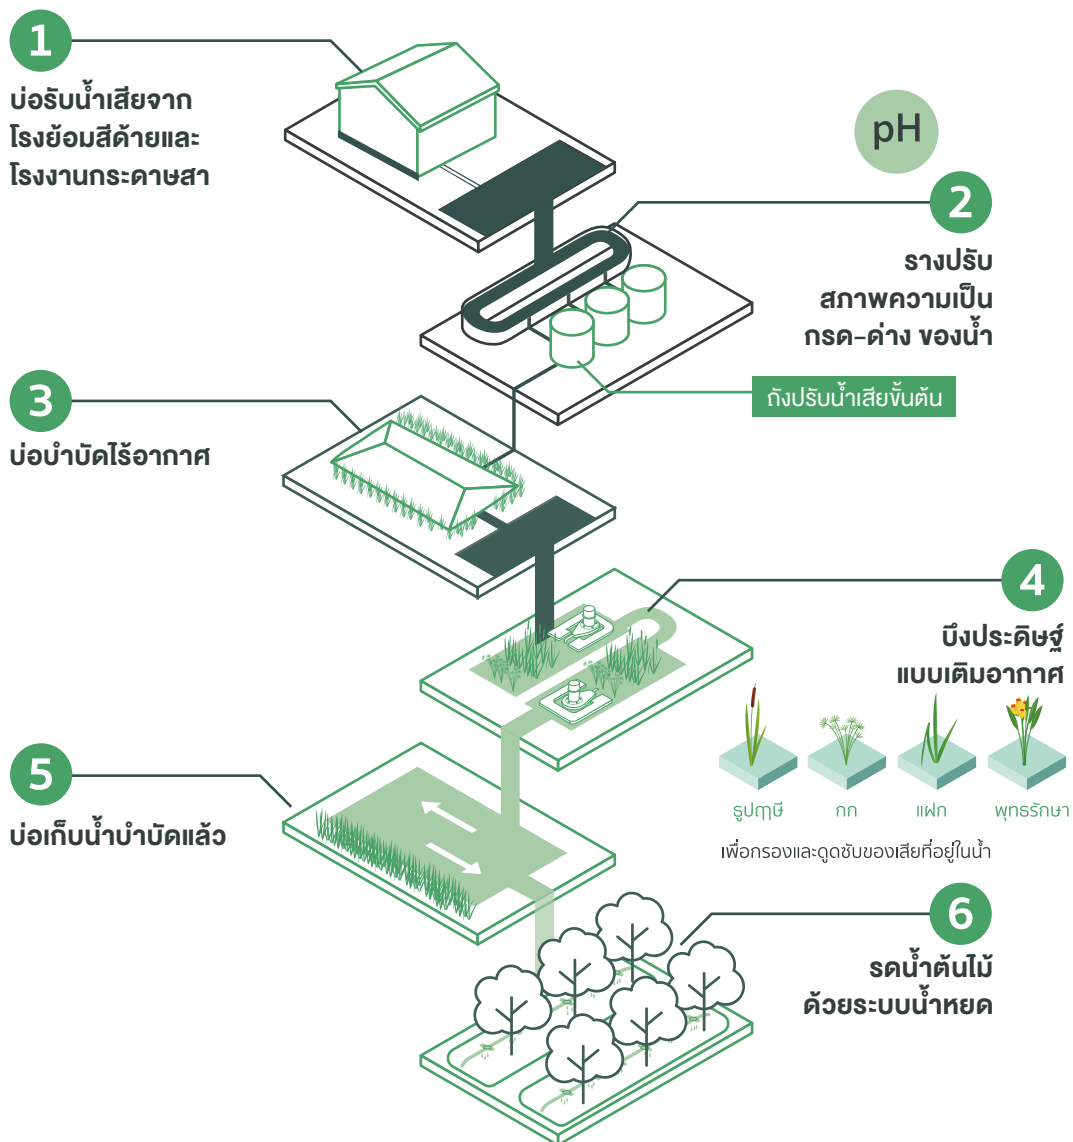 1
บ่อรับน้ำเสียจาก
โรงย้อมสีด้ายและ
โรงงานกระดาษสา
pH
2
รางปรับ
สภาพความเป็น
กรด-ด่าง ของน้ำ
ถังปรับน้ำเสียขั้นต้น
3
บ่อบำบัดไร้อากาศ
4
บึงประดิษฐ์
แบบเติมอากาศ
ธูปฤๅษี
กก
แฝก
พุทธรักษา
เพื่อกรองและดูดซับของเสียที่อยู่ในน้ำ
5
บ่อเก็บน้ำบำบัดแล้ว
6
รดน้ำต้นไม้
ด้วยระบบน้ำหยด